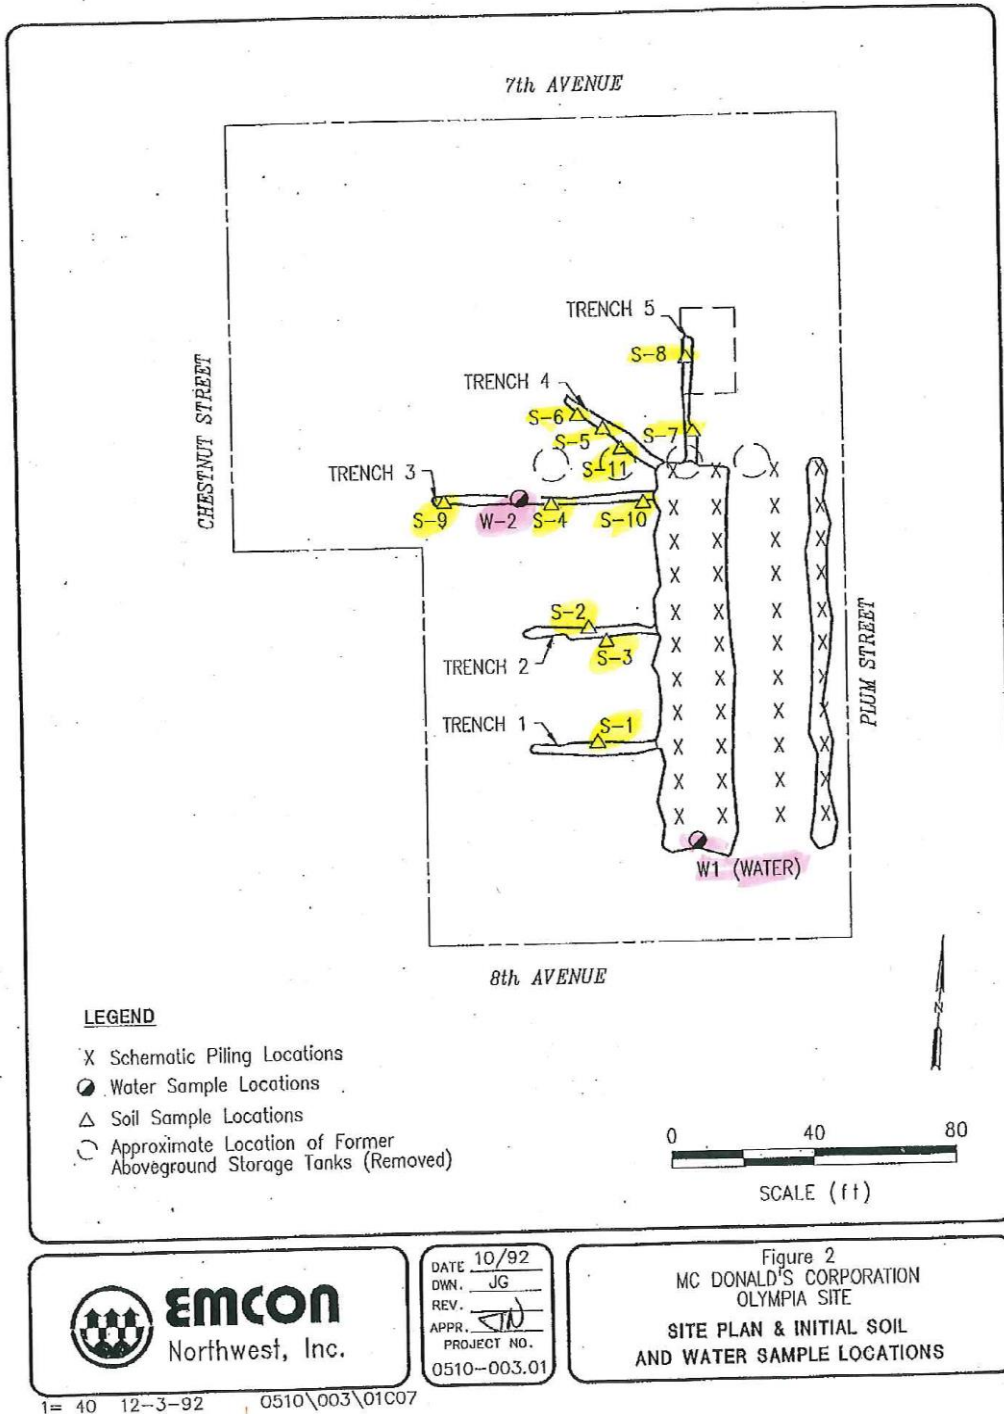 7th AVENUE
TRENCH 5
S-8
CHESTNUT STREET
TRENCH 4
S-6
S-5
S-7
S-11
TRENCH 3
S-9
W-2
S-4
S-10
S-2
TRENCH 2
S-3
PLUM STREET
TRENCH 1
S-1
W1 (WATER)
8th AVENUE
N
LEGEND
X Schematic Piling Locations
Water Sample Locations
Soil Sample Locations
Approximate Location of Former
Aboveground Storage Tanks (Removed)
0 40 80
SCALE (ft)
EMCON
Northwest, Inc.
DATE 10/92
DWN. JG
REV.
APPR.
PROJECT NO.
0510-003.01
Figure 2
MC DONALD'S CORPORATION
OLYMPIA SITE
SITE PLAN & INITIAL SOIL
AND WATER SAMPLE LOCATIONS
1= 40 12-3-92 0510\003\01C07